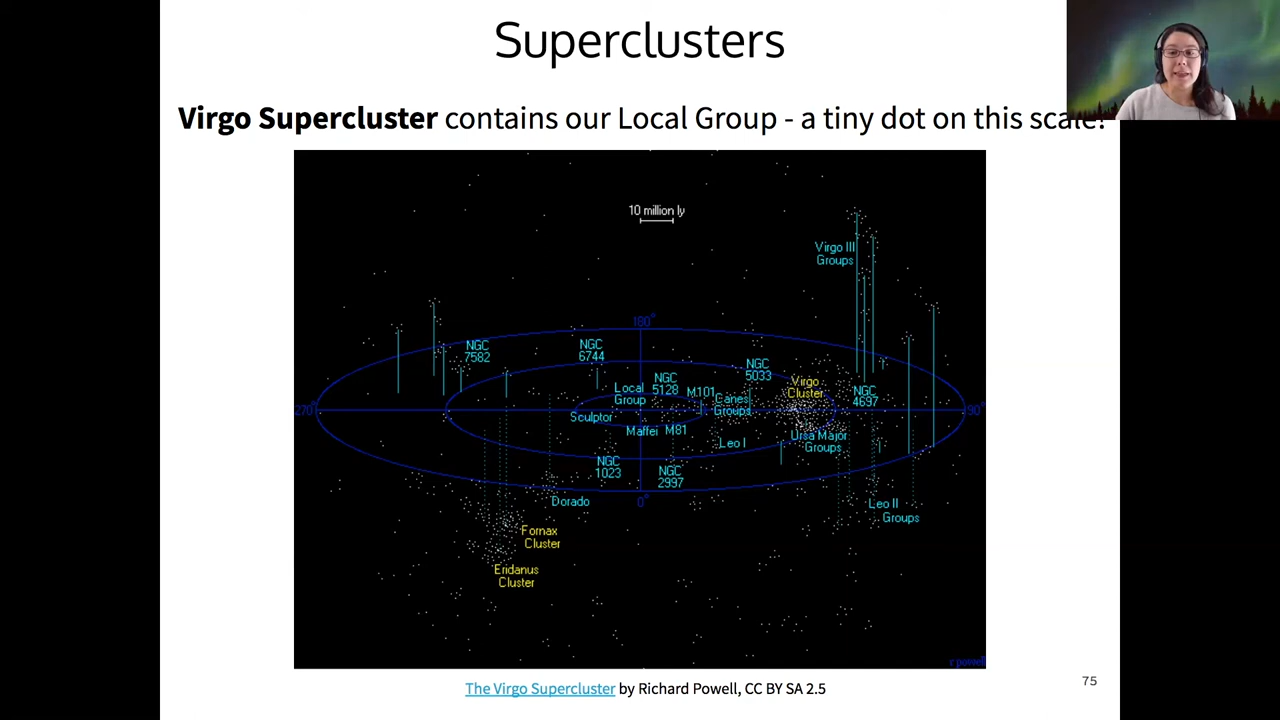 Superclusters
Virgo Supercluster contains our Local Group - a tiny dot on this scale!
10 million ly
Virgo III
Groups
180°
NGC
7582
NGC
6744
NGC
5033
Local
Group
NGC
5128
M101
Canes
Groups
Virgo
Cluster
NGC
4697
270°
90°
Sculptor
Maffei
M81
Leo I
Ursa Major
Groups
NGC
1023
NGC
2997
0°
Dorado
Leo II
Groups
Fornax
Cluster
Eridanus
Cluster
r powell
The Virgo Supercluster by Richard Powell, CC BY SA 2.5
75